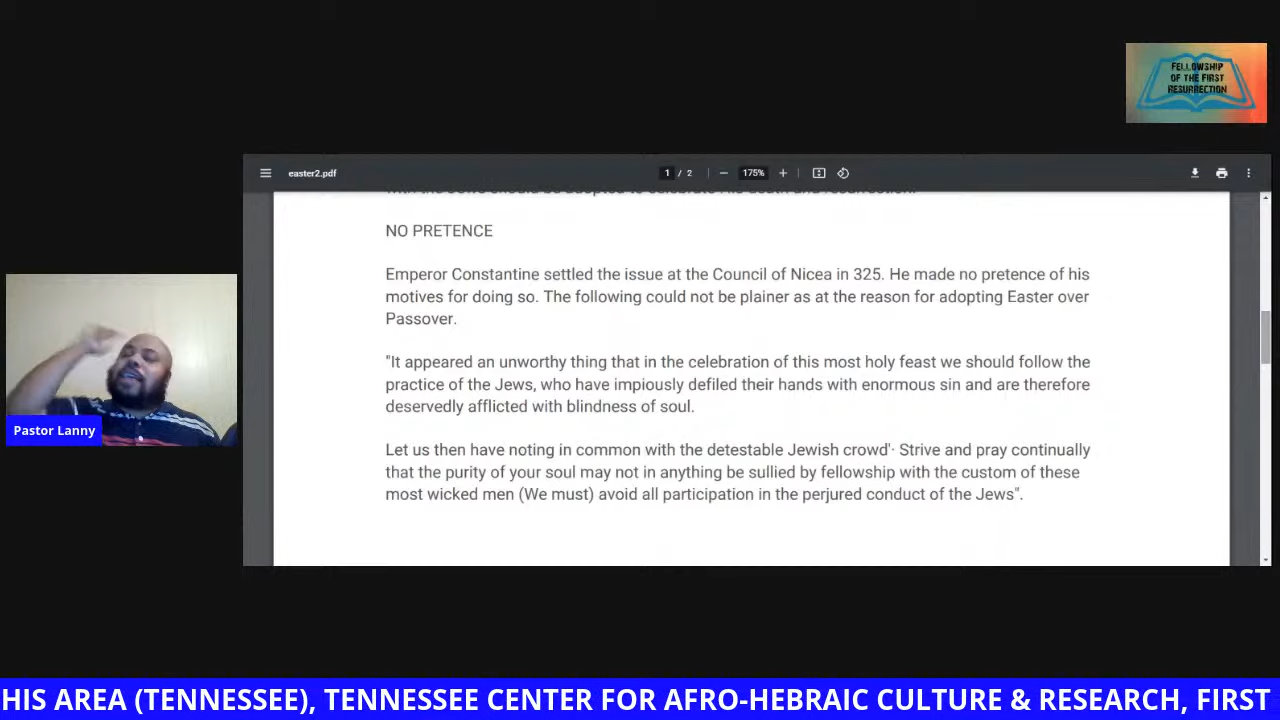 FELLOWSHIP
OF THE FIRST
RESURRECTION
easter2.pdf
1 / 2
175%
NO PRETENCE
Emperor Constantine settled the issue at the Council of Nicea in 325. He made no pretence of his
motives for doing so. The following could not be plainer as at the reason for adopting Easter over
Passover.
"It appeared an unworthy thing that in the celebration of this most holy feast we should follow the
practice of the Jews, who have impiously defiled their hands with enormous sin and are therefore
deservedly afflicted with blindness of soul.
Let us then have noting in common with the detestable Jewish crowd'· Strive and pray continually
that the purity of your soul may not in anything be sullied by fellowship with the custom of these
most wicked men (We must) avoid all participation in the perjured conduct of the Jews".
Pastor Lanny
HIS AREA (TENNESSEE), TENNESSEE CENTER FOR AFRO-HEBRAIC CULTURE & RESEARCH, FIRST